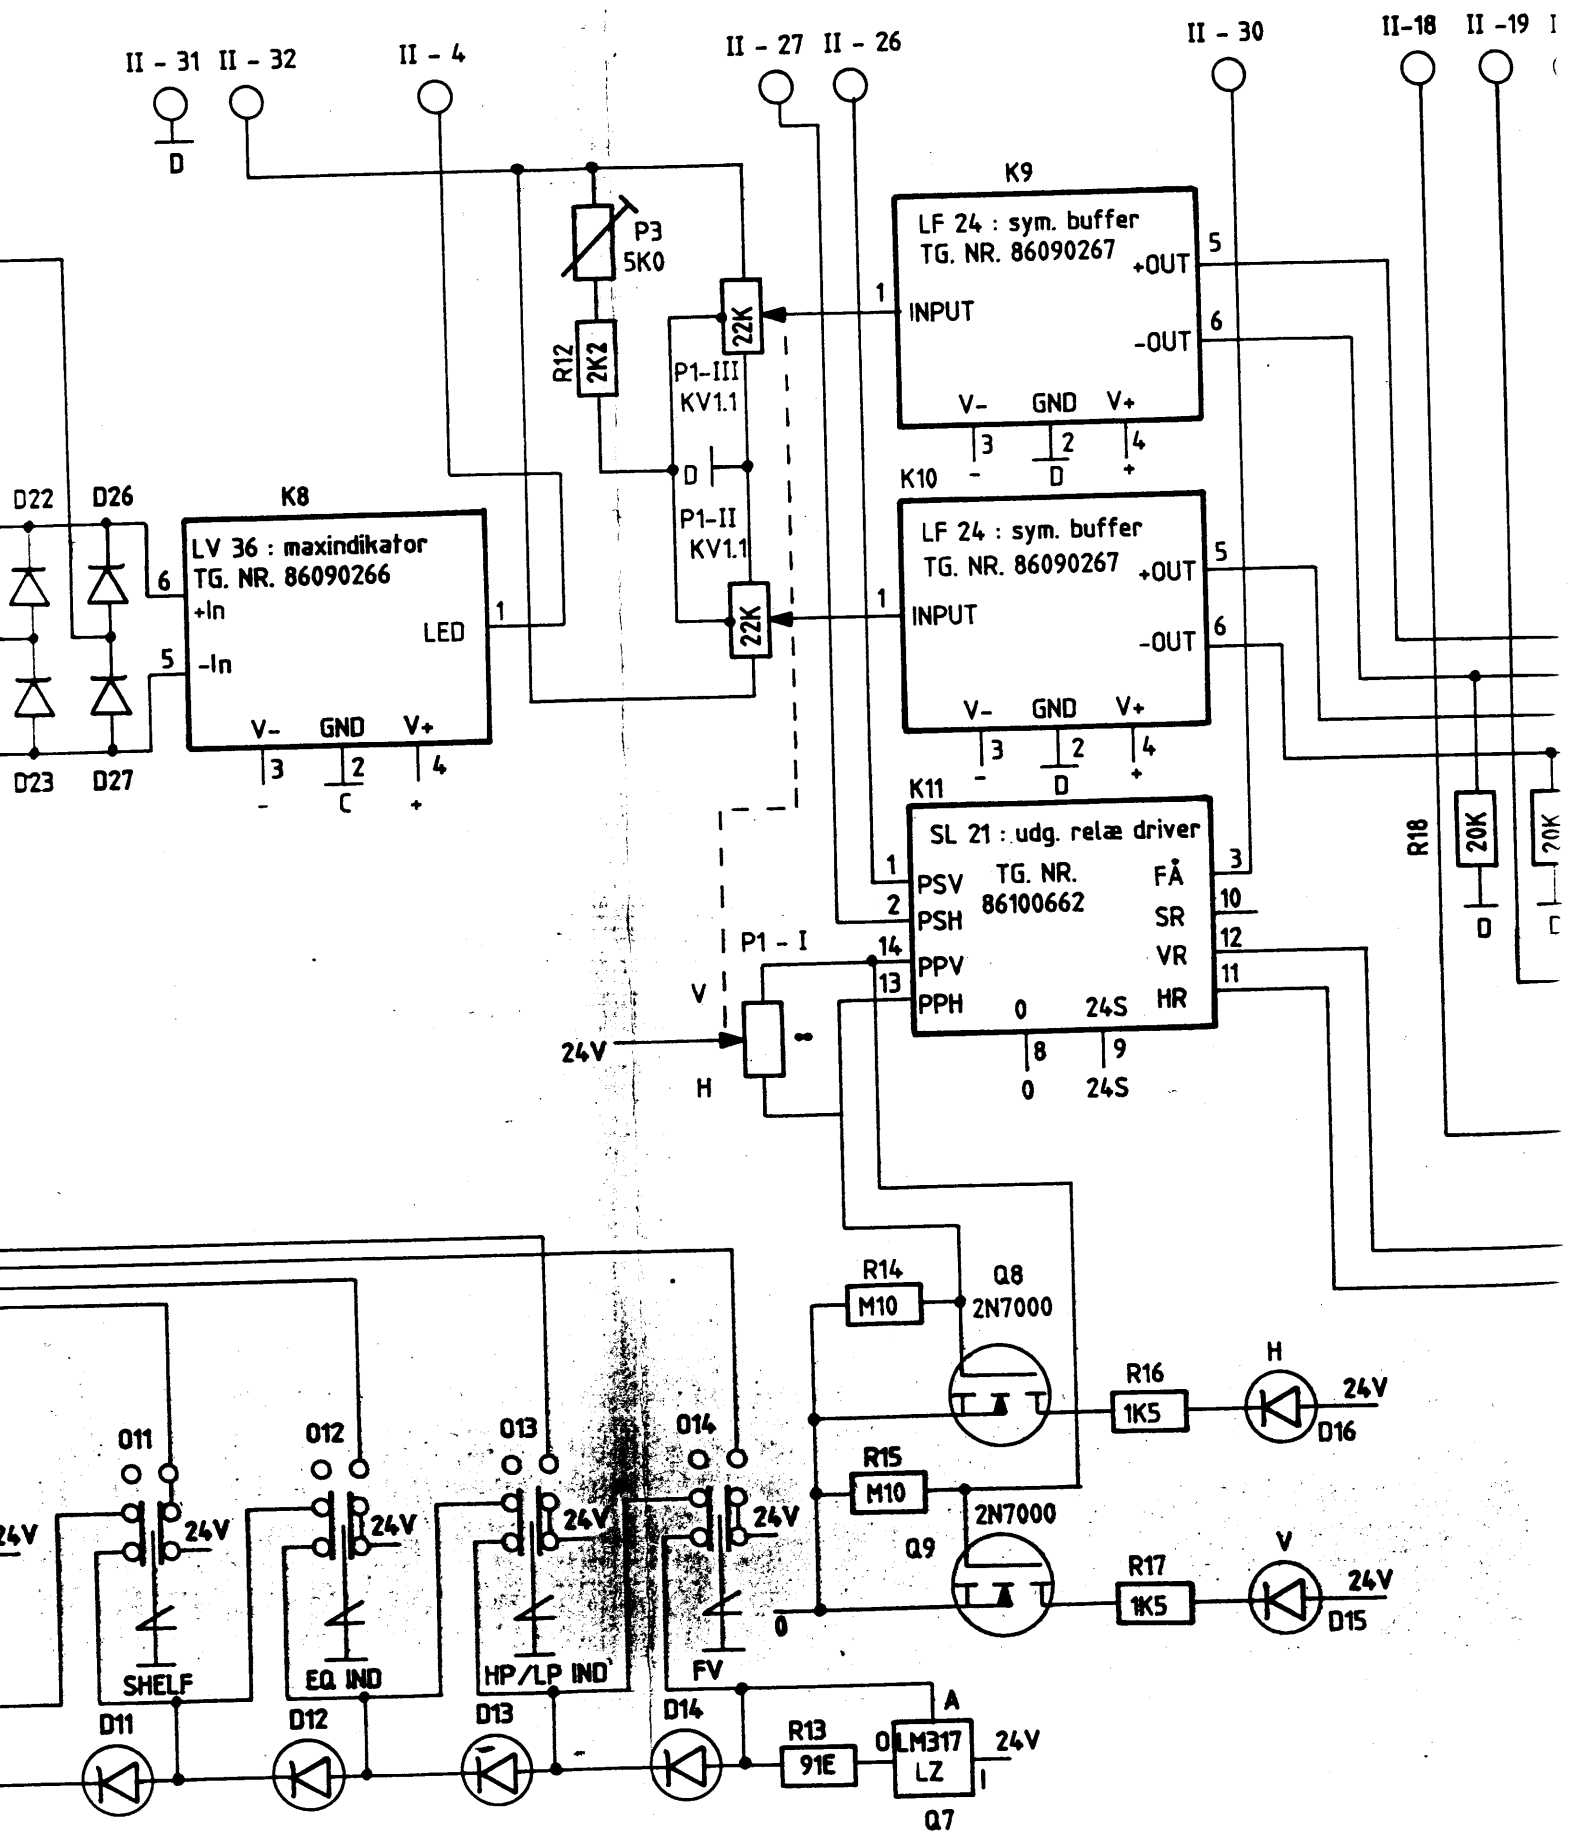 II - 31
II - 32
II - 4
II - 27
II - 26
II - 30
II-18
II -19
D
K9
LF 24 : sym. buffer
TG. NR. 86090267
+OUT
5
1
INPUT
-OUT
6
V-
GND
V+
3
2
4
-
D
+
P3
5K0
22K
R12
2K2
P1-III
KV1.1
D
P1-II
KV1.1
22K
K10
LF 24 : sym. buffer
TG. NR. 86090267
+OUT
5
1
INPUT
-OUT
6
V-
GND
V+
3
2
4
-
D
+
D22
D26
K8
LV 36 : maxindikator
TG. NR. 86090266
6
+In
1
LED
5
-In
V-
GND
V+
3
2
4
-
C
+
D23
D27
K11
SL 21 : udg. relæ driver
TG. NR.
86100662
1
PSV
2
PSH
14
PPV
13
PPH
FÅ
3
SR
10
VR
12
HR
11
0
24S
8
9
0
24S
R18
20K
D
20K
P1 - I
V
24V
∞
H
R14
M10
Q8
2N7000
R16
1K5
H
24V
D16
R15
M10
2N7000
Q9
R17
1K5
V
24V
D15
0
O11
O12
O13
O14
24V
24V
24V
24V
24V
SHELF
EQ IND
HP/LP IND
FV
D11
D12
D13
D14
R13
91E
A
O
LM317
LZ
24V
I
Q7